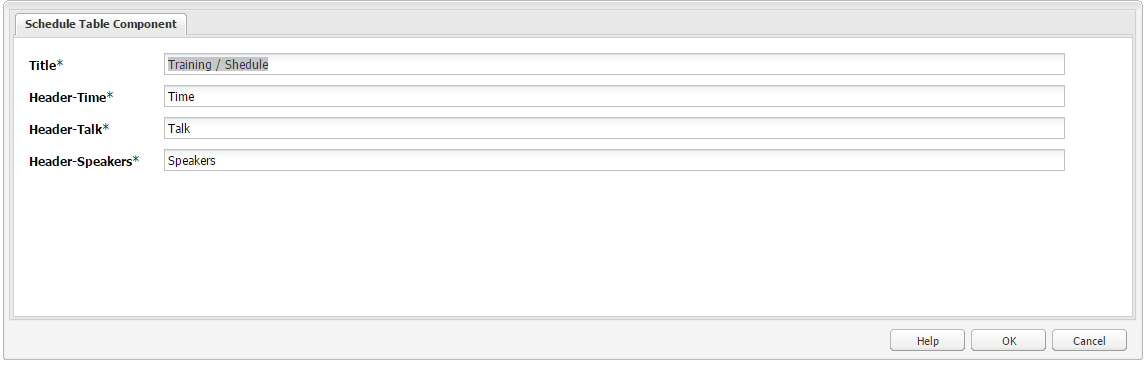 Schedule Table Component
Title* Training / Shedule
Header-Time* Time
Header-Talk* Talk
Header-Speakers* Speakers
Help OK Cancel